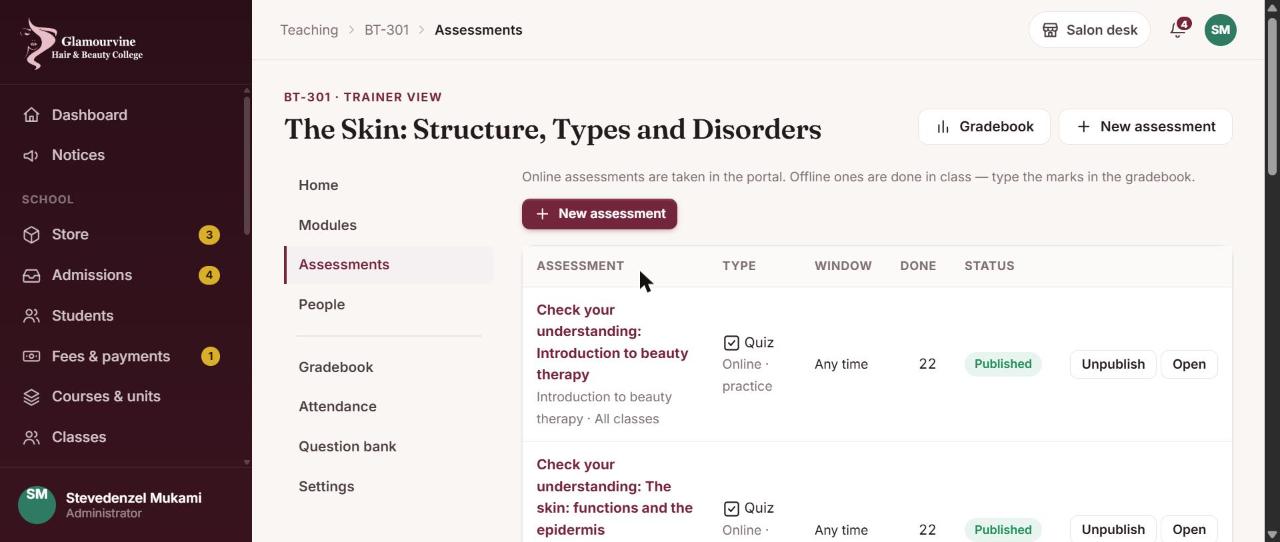 Glamourvine
Hair & Beauty College
Dashboard
Notices
SCHOOL
Store 3
Admissions 4
Students
Fees & payments 1
Courses & units
Classes
SM
Stevedenzel Mukami
Administrator
Teaching > BT-301 > Assessments
Salon desk
4
SM
BT-301 · TRAINER VIEW
The Skin: Structure, Types and Disorders
Gradebook
New assessment
Home
Modules
Assessments
People
Gradebook
Attendance
Question bank
Settings
Online assessments are taken in the portal. Offline ones are done in class — type the marks in the gradebook.
+ New assessment
ASSESSMENT TYPE WINDOW DONE STATUS
Check your
understanding:
Introduction to beauty
therapy
Introduction to beauty
therapy · All classes
Quiz
Online ·
practice
Any time
22
Published
Unpublish
Open
Check your
understanding: The
skin: functions and the
epidermis
Quiz
Online ·
Any time
22
Published
Unpublish
Open